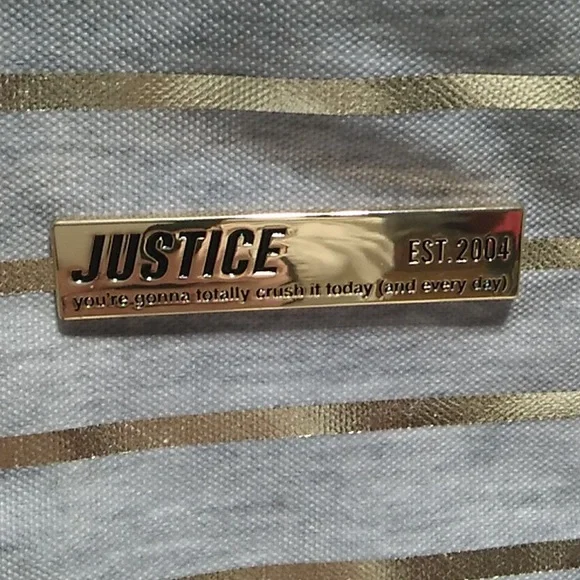 JUSTICE EST. 2004
you're gonna totally crush it today (and every day)